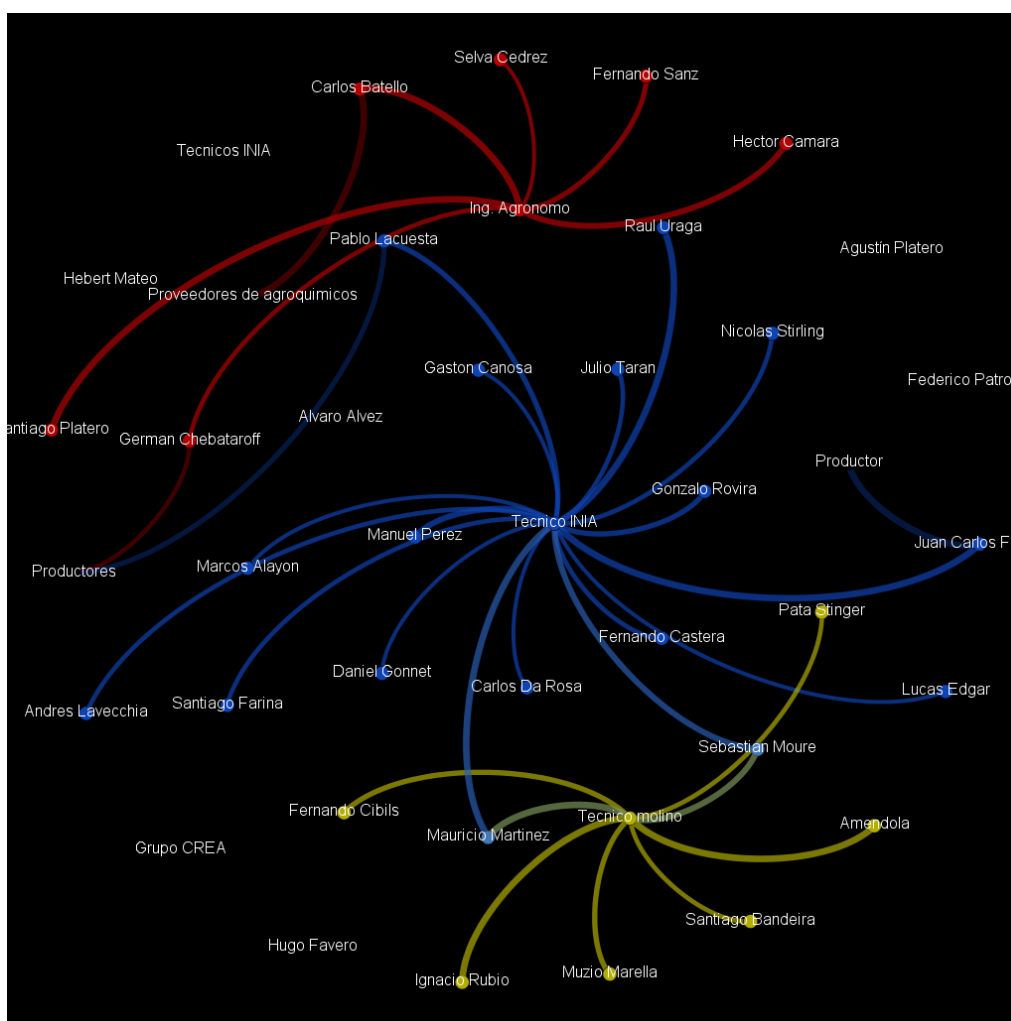 Selva Cedrez
Fernando Sanz
Carlos Batello
Hector Camara
Tecnicos INIA
Ing. Agronomo
Raul Uraga
Pablo Lacuesta
Agustín Platero
Hebert Mateo
Proveedores de agroquimicos
Nicolas Stirling
Gaston Canosa
Julio Taran
Federico Patro
Alvaro Alvez
antiago Platero
German Chebataroff
Productor
Gonzalo Rovira
Tecnico INIA
Manuel Perez
Juan Carlos F
Marcos Alayon
Productores
Pata Stinger
Fernando Castera
Daniel Gonnet
Carlos Da Rosa
Lucas Edgar
Santiago Farina
Andres Lavecchia
Sebastian Moure
Fernando Cibils
Tecnico molino
Amendola
Mauricio Martinez
Grupo CREA
Santiago Bandeira
Hugo Favero
Muzio Marella
Ignacio Rubio